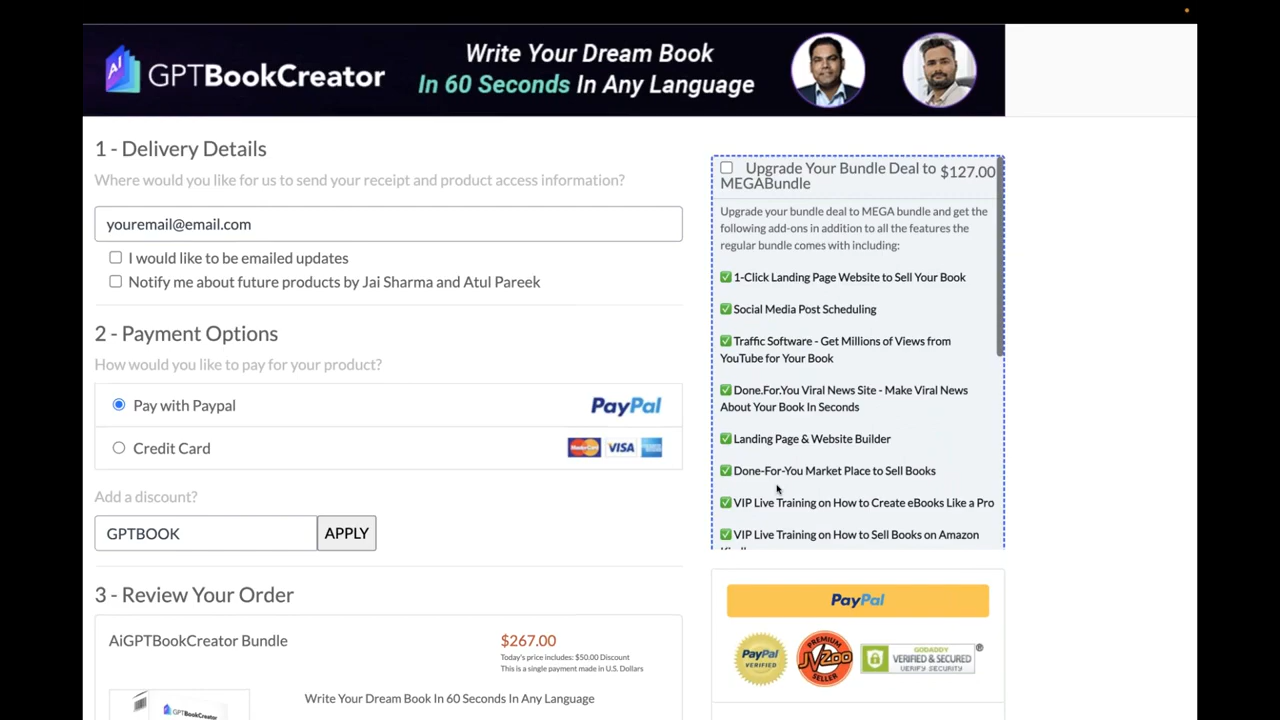 AI GPTBookCreator
Write Your Dream Book
In 60 Seconds In Any Language
1 - Delivery Details
Where would you like for us to send your receipt and product access information?
youremail@email.com
I would like to be emailed updates
Notify me about future products by Jai Sharma and Atul Pareek
2 - Payment Options
How would you like to pay for your product?
Pay with Paypal
PayPal
Credit Card
MasterCard VISA
Add a discount?
GPTBOOK
APPLY
3 - Review Your Order
AiGPTBookCreator Bundle
$267.00
Today's price includes: $50.00 Discount
This is a single payment made in U.S. Dollars
Write Your Dream Book In 60 Seconds In Any Language
GPTBookCreator
Upgrade Your Bundle Deal to
MEGABundle
$127.00
Upgrade your bundle deal to MEGA bundle and get the
following add-ons in addition to all the features the
regular bundle comes with including:
✅ 1-Click Landing Page Website to Sell Your Book
✅ Social Media Post Scheduling
✅ Traffic Software - Get Millions of Views from
YouTube for Your Book
✅ Done.For.You Viral News Site - Make Viral News
About Your Book In Seconds
✅ Landing Page & Website Builder
✅ Done-For-You Market Place to Sell Books
✅ VIP Live Training on How to Create eBooks Like a Pro
✅ VIP Live Training on How to Sell Books on Amazon
PayPal
PayPal
VERIFIED
PREMIUM
JVZoo
SELLER
GODADDY
VERIFIED & SECURED
VERIFY SECURITY
®